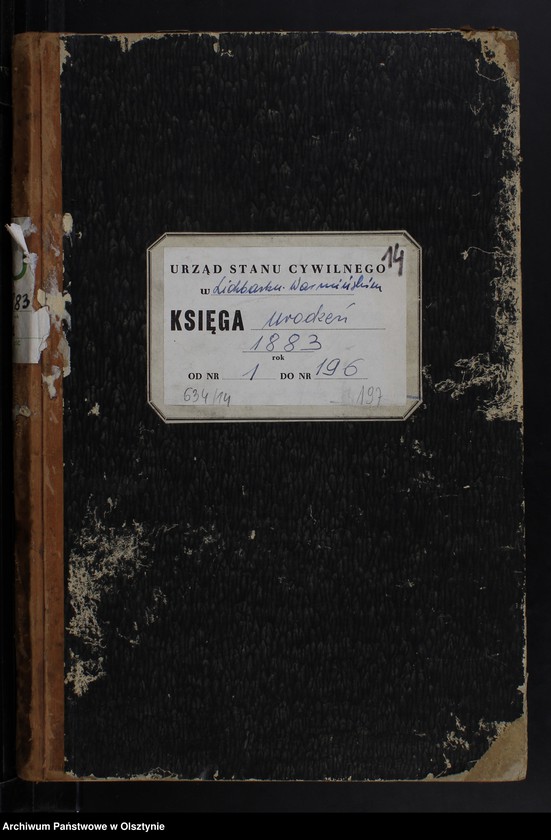 14
URZĄD STANU CYWILNEGO
w Lidzbarku-Warmińskim
KSIĘGA urodzeń
1883
rok
OD NR 1 DO NR 196
634/14 197
83
Archiwum Państwowe w Olsztynie